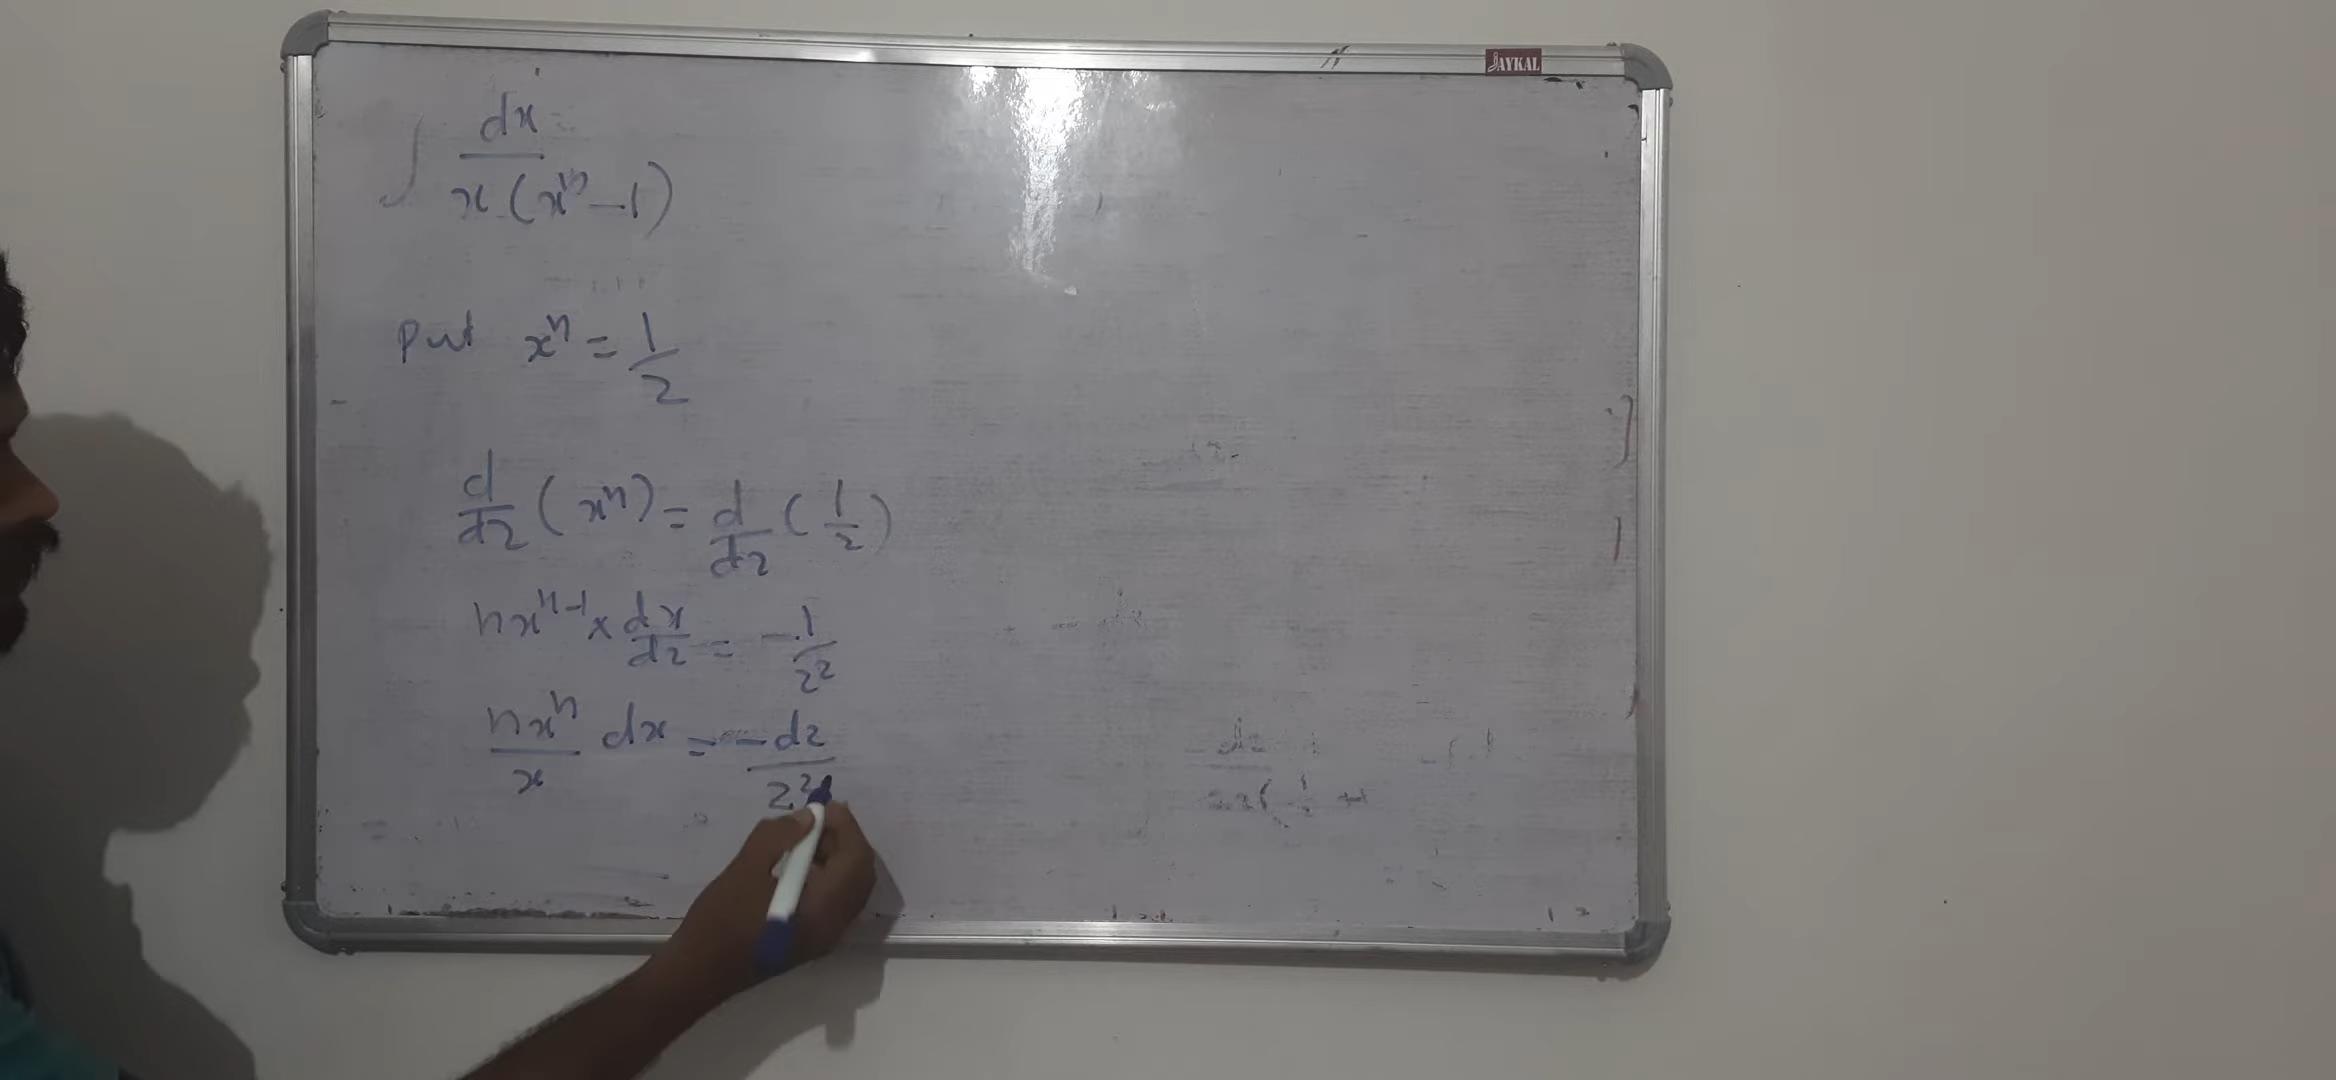 JAYKAL
∫ dx / x (xⁿ - 1)
Put xⁿ = 1/z
d/dz (xⁿ) = d/dz (1/z)
nxⁿ⁻¹ × dx/dz = -1/z²
nxⁿ/x dx = -dz/z²